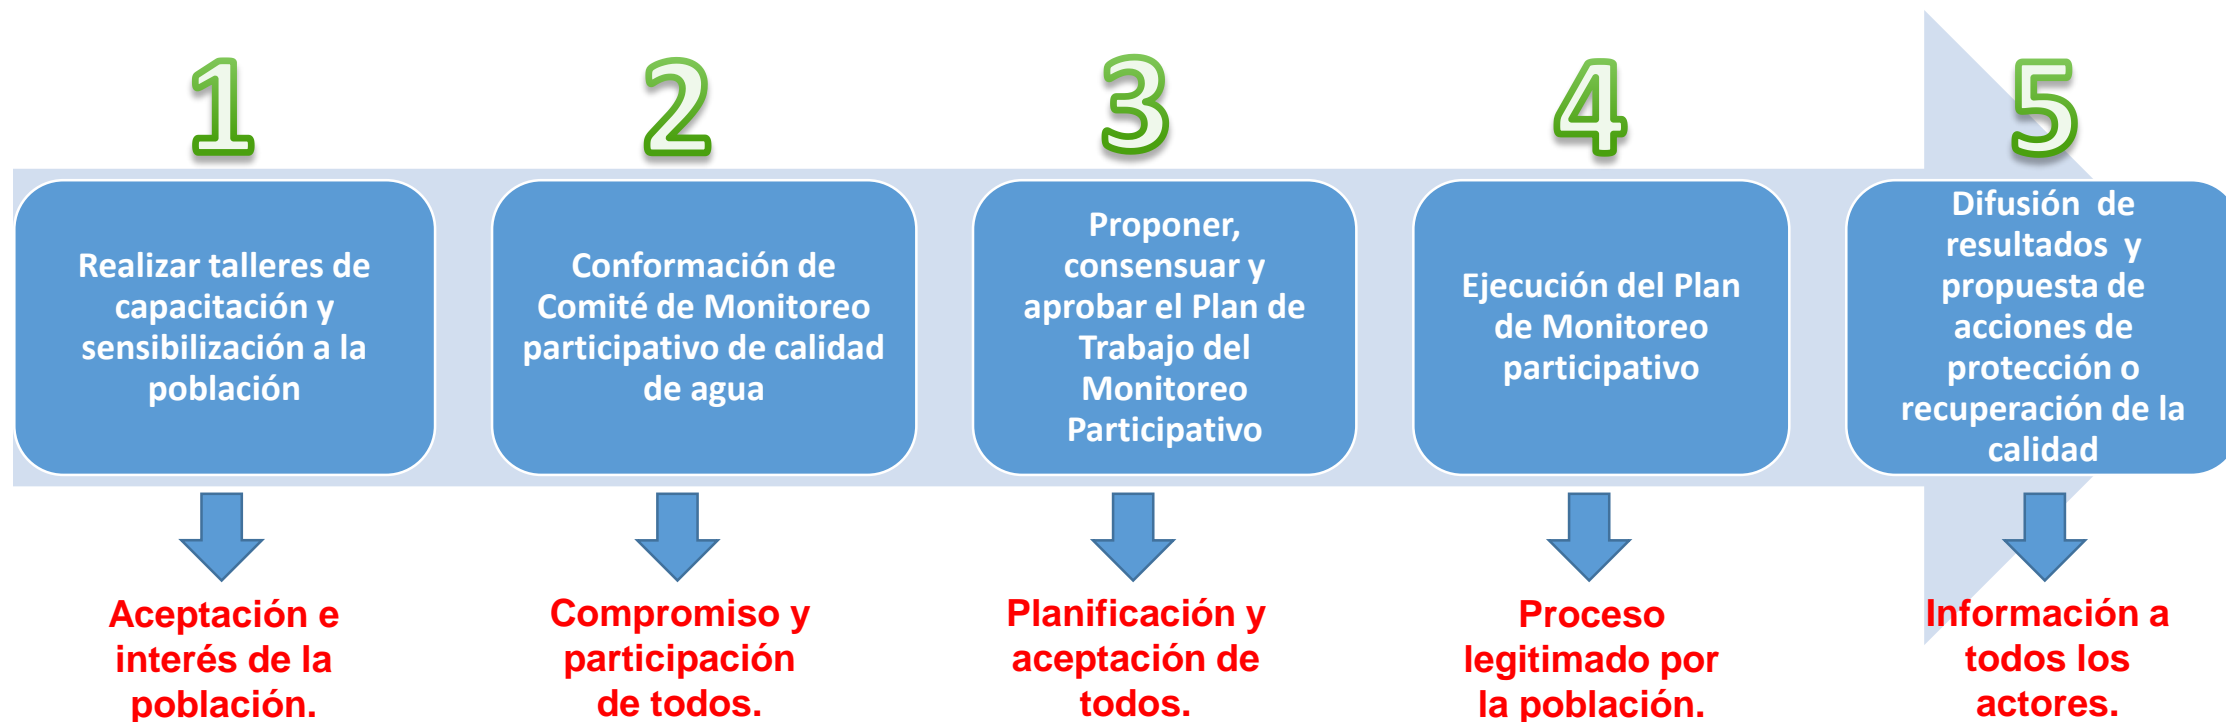 1
Realizar talleres de
capacitación y
sensibilización a la
población
Aceptación e
interés de la
población.
2
Conformación de
Comité de Monitoreo
participativo de calidad
de agua
Compromiso y
participación
de todos.
3
Proponer,
consensuar y
aprobar el Plan de
Trabajo del
Monitoreo
Participativo
Planificación y
aceptación de
todos.
4
Ejecución del Plan
de Monitoreo
participativo
Proceso
legitimado por
la población.
5
Difusión de
resultados y
propuesta de
acciones de
protección o
recuperación de la
calidad
Información a
todos los
actores.